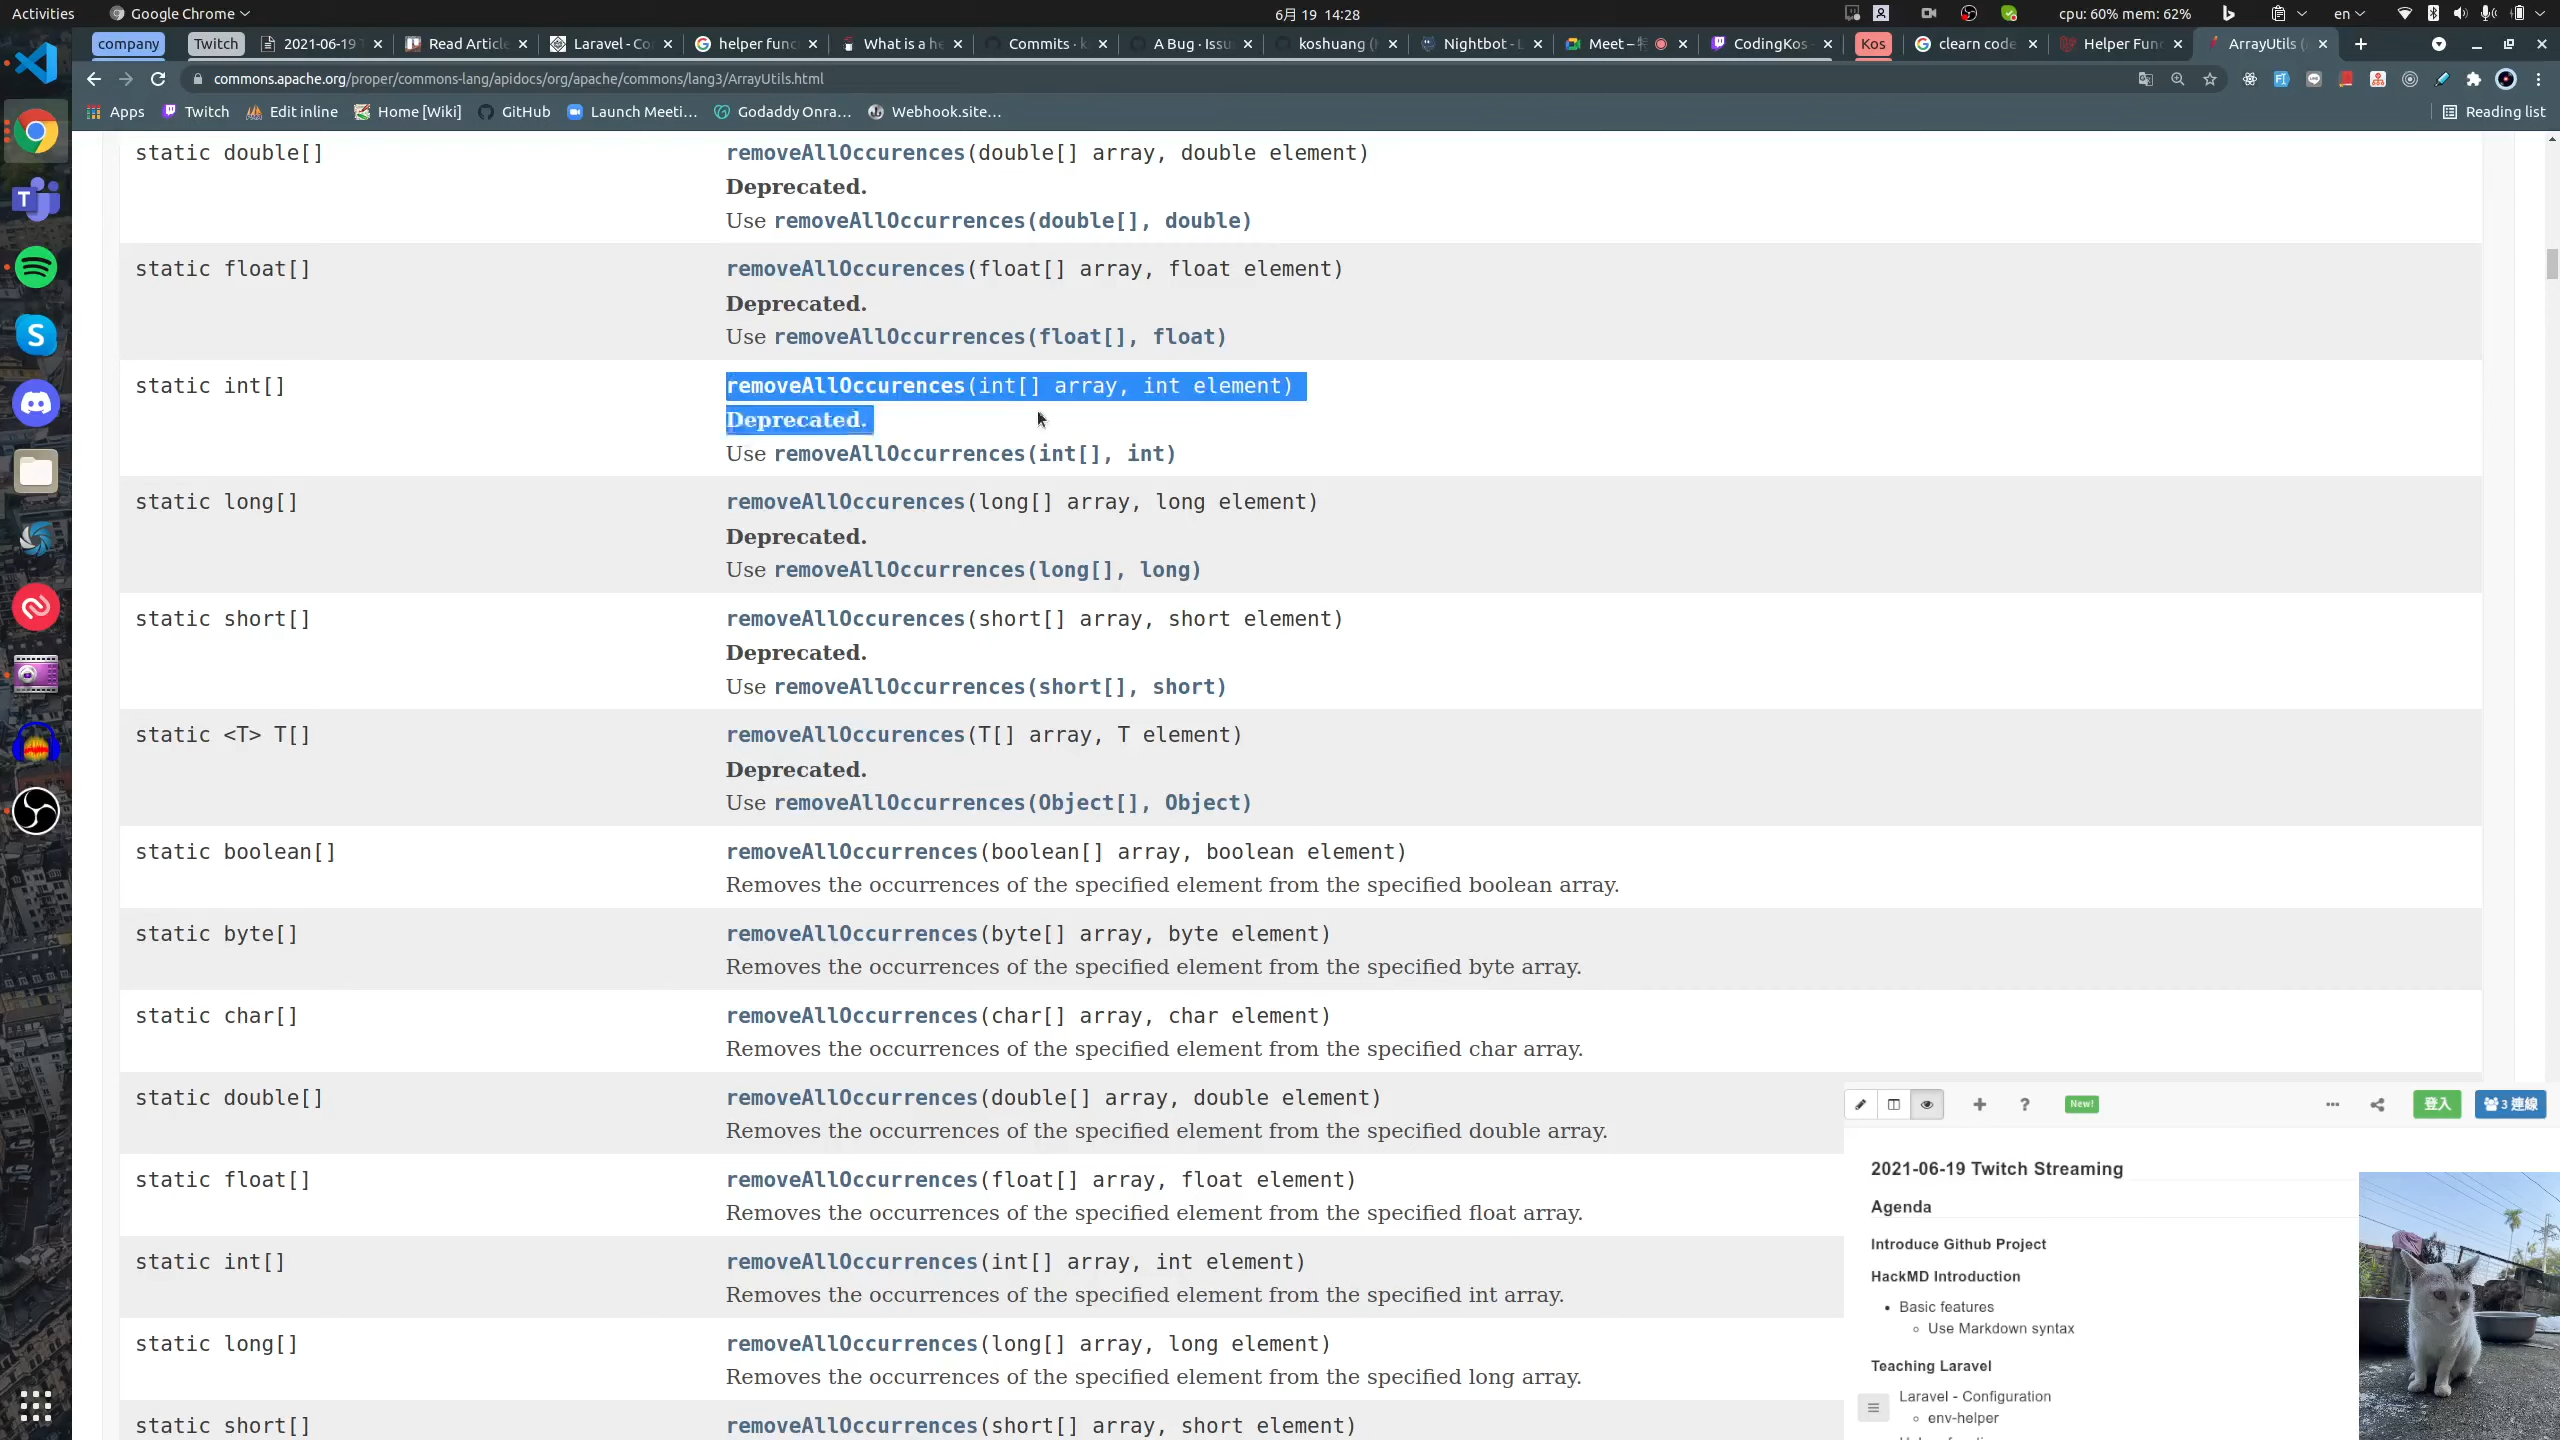 Activities
Google Chrome
6月 19 14:28
cpu: 60% mem: 62%
en
company
Twitch
2021-06-19
Read Article
Laravel - Co
helper func
What is a he
Commits · k
A Bug · Issu
koshuang (
Nightbot - L
Meet –
CodingKos
Kos
clearn code
Helper Fun
ArrayUtils (
commons.apache.org/proper/commons-lang/apidocs/org/apache/commons/lang3/ArrayUtils.html
Apps
Twitch
Edit inline
Home [Wiki]
GitHub
Launch Meeti…
Godaddy Onra…
Webhook.site…
Reading list
static double[]
removeAllOccurences(double[] array, double element)
Deprecated.
Use removeAllOccurrences(double[], double)
static float[]
removeAllOccurences(float[] array, float element)
Deprecated.
Use removeAllOccurrences(float[], float)
static int[]
removeAllOccurences(int[] array, int element)
Deprecated.
Use removeAllOccurrences(int[], int)
static long[]
removeAllOccurences(long[] array, long element)
Deprecated.
Use removeAllOccurrences(long[], long)
static short[]
removeAllOccurences(short[] array, short element)
Deprecated.
Use removeAllOccurrences(short[], short)
static <T> T[]
removeAllOccurences(T[] array, T element)
Deprecated.
Use removeAllOccurrences(Object[], Object)
static boolean[]
removeAllOccurrences(boolean[] array, boolean element)
Removes the occurrences of the specified element from the specified boolean array.
static byte[]
removeAllOccurrences(byte[] array, byte element)
Removes the occurrences of the specified element from the specified byte array.
static char[]
removeAllOccurrences(char[] array, char element)
Removes the occurrences of the specified element from the specified char array.
static double[]
removeAllOccurrences(double[] array, double element)
Removes the occurrences of the specified element from the specified double array.
static float[]
removeAllOccurrences(float[] array, float element)
Removes the occurrences of the specified element from the specified float array.
static int[]
removeAllOccurrences(int[] array, int element)
Removes the occurrences of the specified element from the specified int array.
static long[]
removeAllOccurrences(long[] array, long element)
Removes the occurrences of the specified element from the specified long array.
static short[]
removeAllOccurrences(short[] array, short element)
New!
登入
3 連線
2021-06-19 Twitch Streaming
Agenda
Introduce Github Project
HackMD Introduction
Basic features
Use Markdown syntax
Teaching Laravel
Laravel - Configuration
env-helper